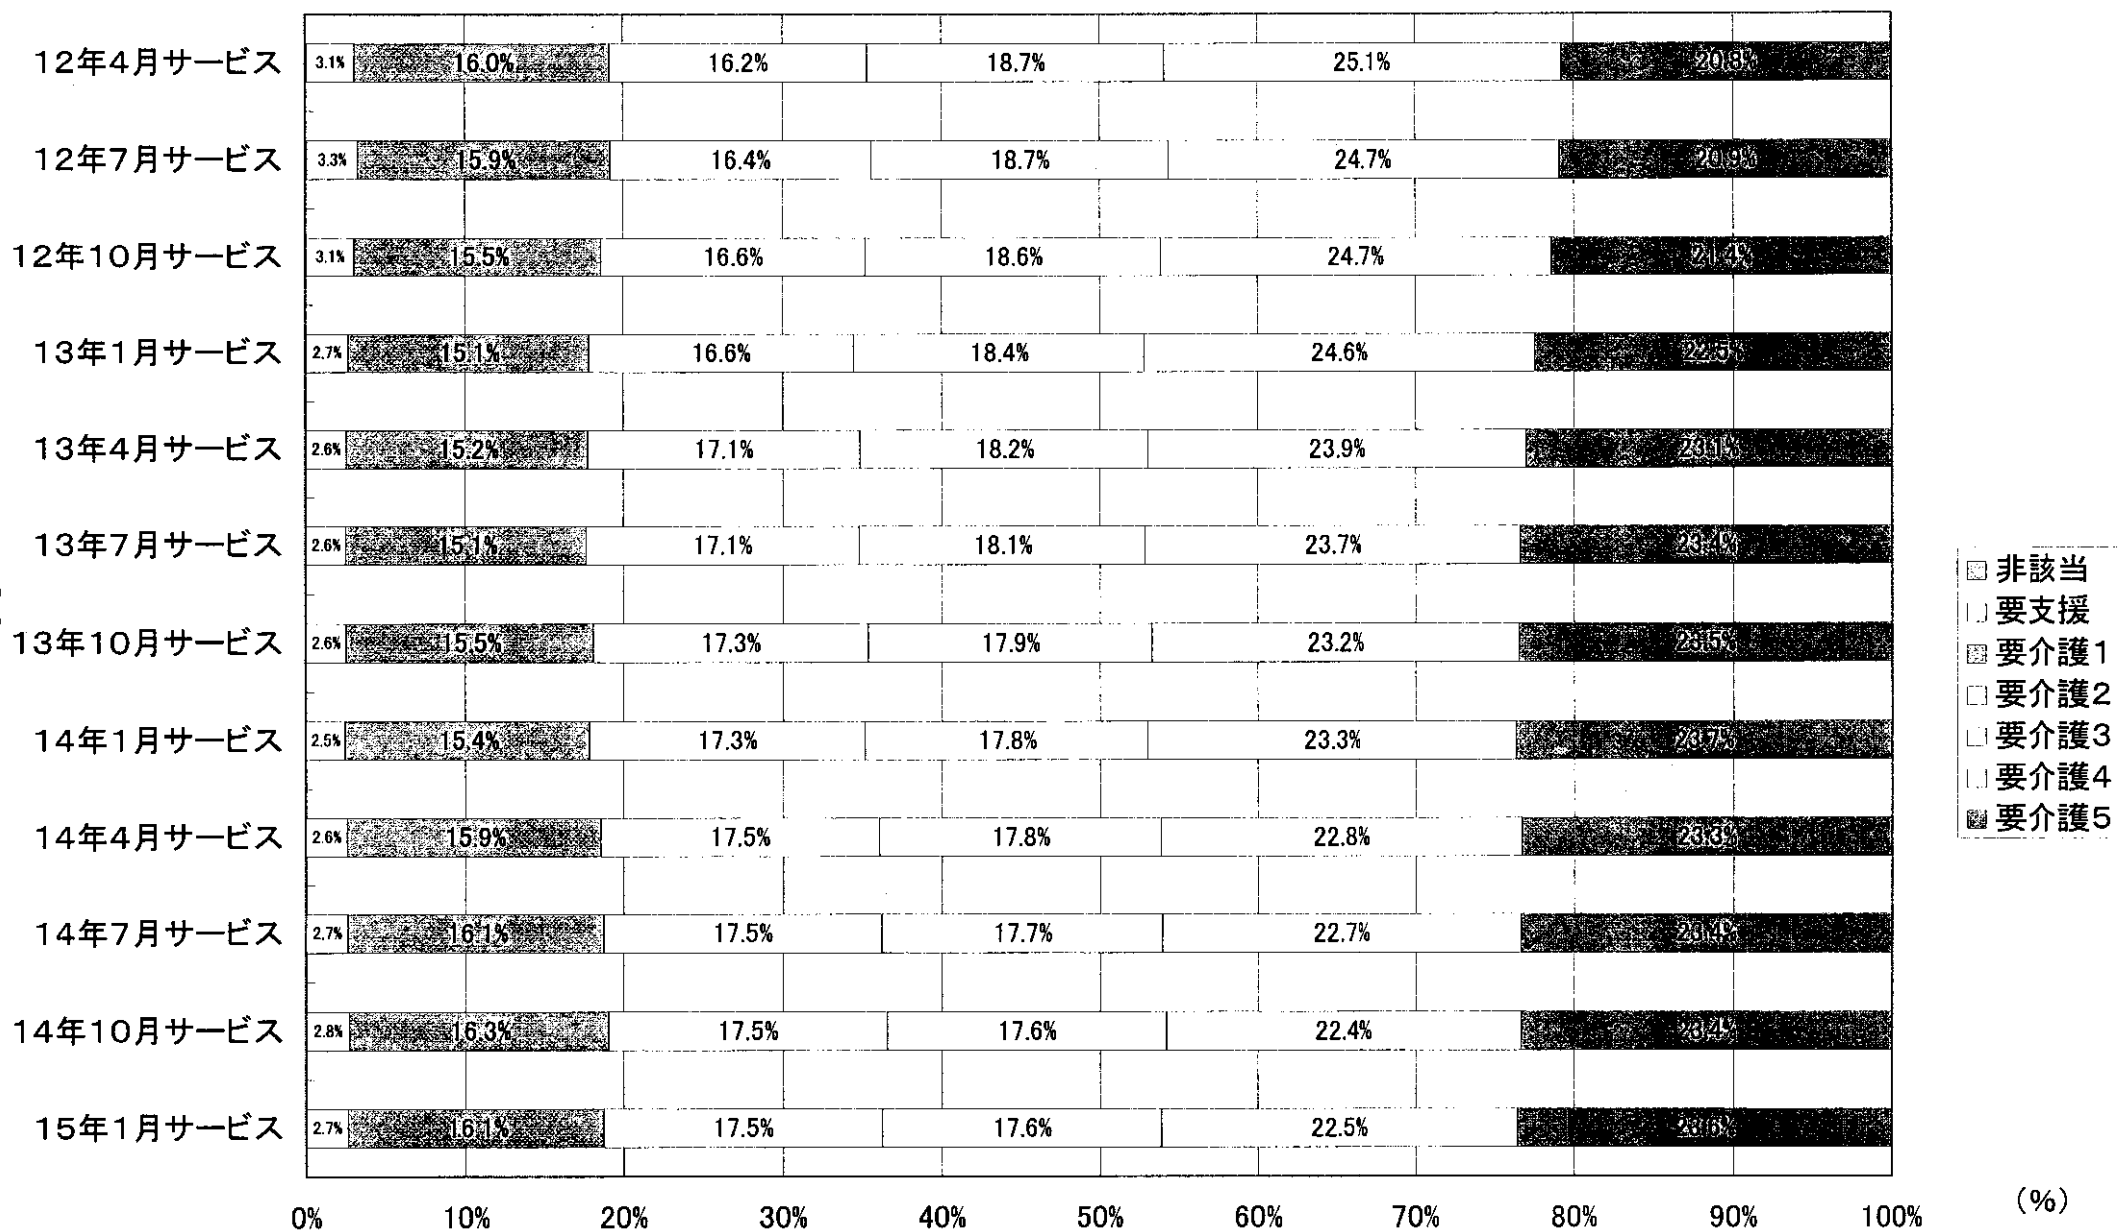 12年4月サービス 3.1% 16.0% 16.2% 18.7% 25.1% 20.8%
12年7月サービス 3.3% 15.9% 16.4% 18.7% 24.7% 20.9%
12年10月サービス 3.1% 15.5% 16.6% 18.6% 24.7% 21.4%
13年1月サービス 2.7% 15.1% 16.6% 18.4% 24.6% 22.5%
13年4月サービス 2.6% 15.2% 17.1% 18.2% 23.9% 23.1%
13年7月サービス 2.6% 15.1% 17.1% 18.1% 23.7% 23.4%
13年10月サービス 2.6% 15.5% 17.3% 17.9% 23.2% 23.5%
14年1月サービス 2.5% 15.4% 17.3% 17.8% 23.3% 23.7%
14年4月サービス 2.6% 15.9% 17.5% 17.8% 22.8% 23.3%
14年7月サービス 2.7% 16.1% 17.5% 17.7% 22.7% 23.4%
14年10月サービス 2.8% 16.3% 17.5% 17.6% 22.4% 23.4%
15年1月サービス 2.7% 16.1% 17.5% 17.6% 22.5% 23.6%
0% 10% 20% 30% 40% 50% 60% 70% 80% 90% 100%
(%)
非該当
要支援
要介護1
要介護2
要介護3
要介護4
要介護5